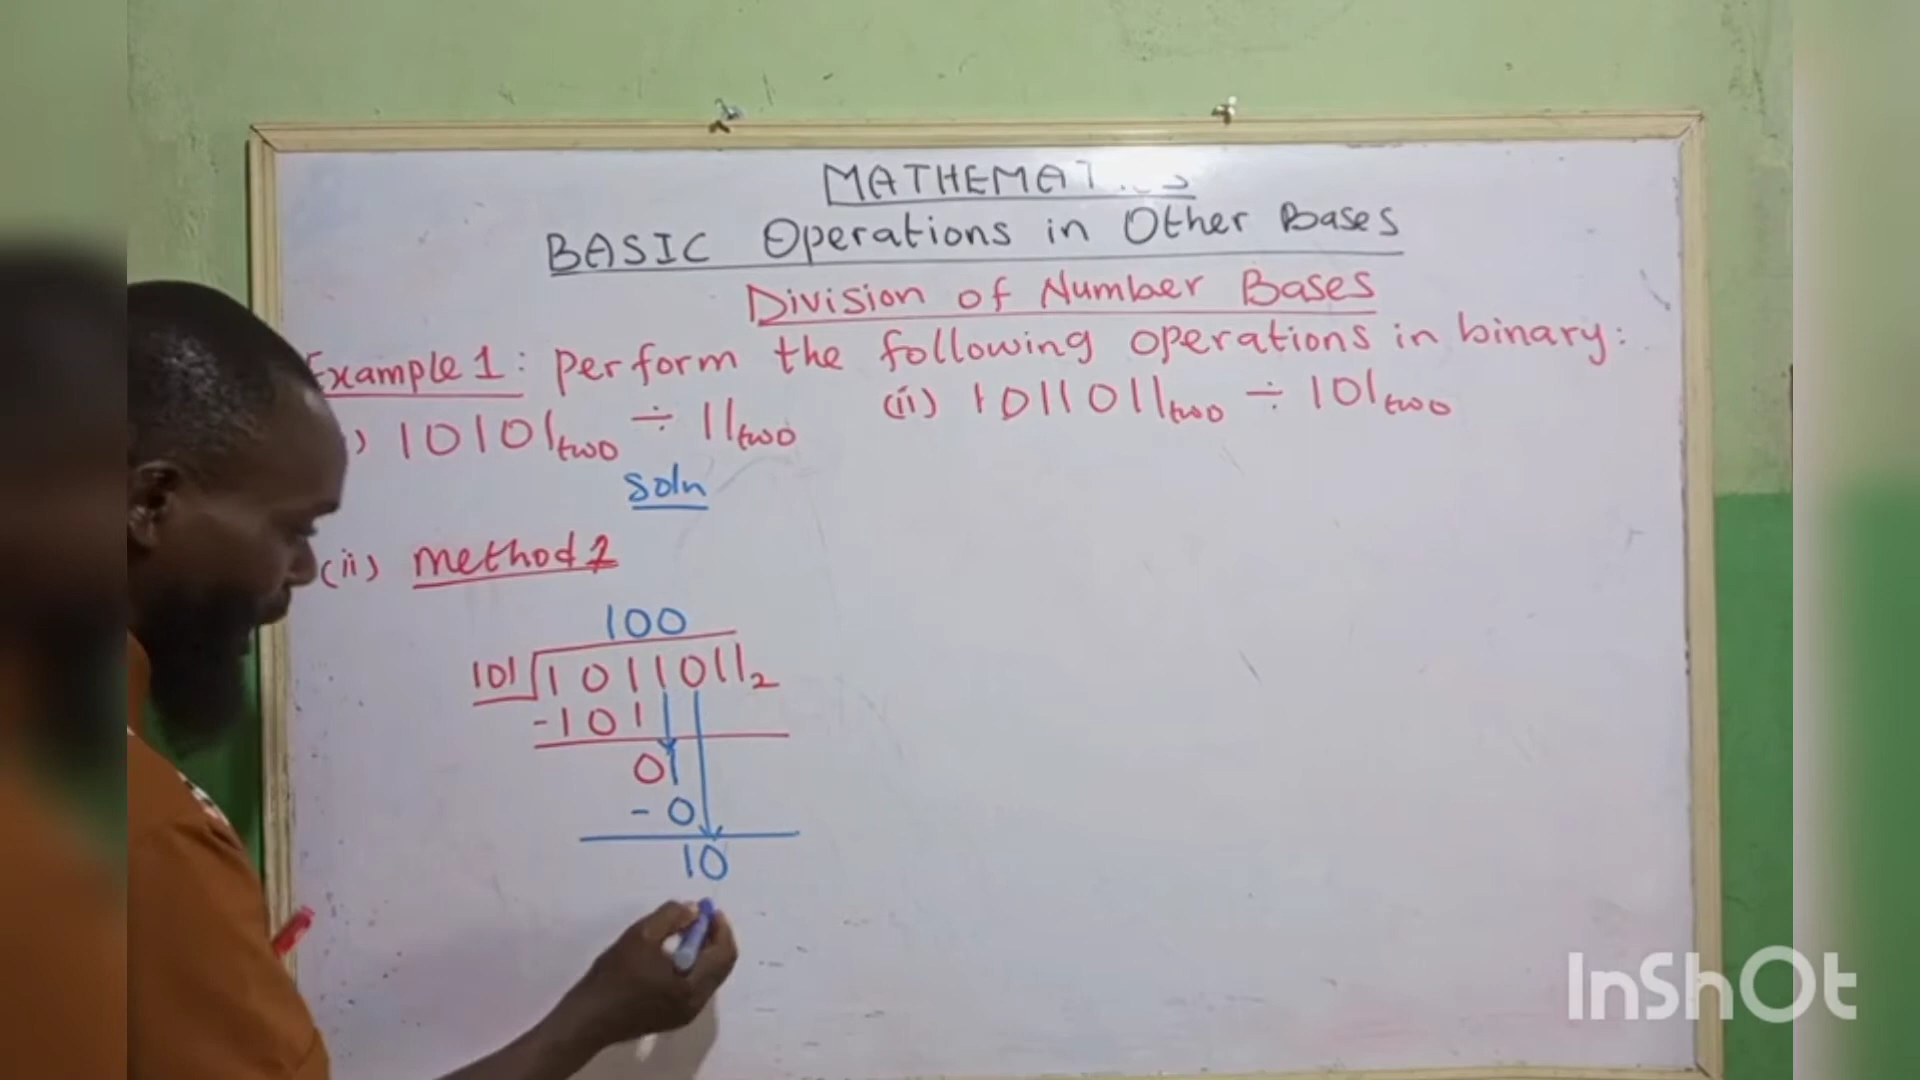 MATHEMAT
BASIC Operations in Other Bases
Division of Number Bases
Example 1: perform the following operations in binary:
) 10101two ÷ 11two (ii) 1011011two ÷ 101two
soln
(ii) method 2
100
101 1011011₂
-101
01
- 0
10
InShOt